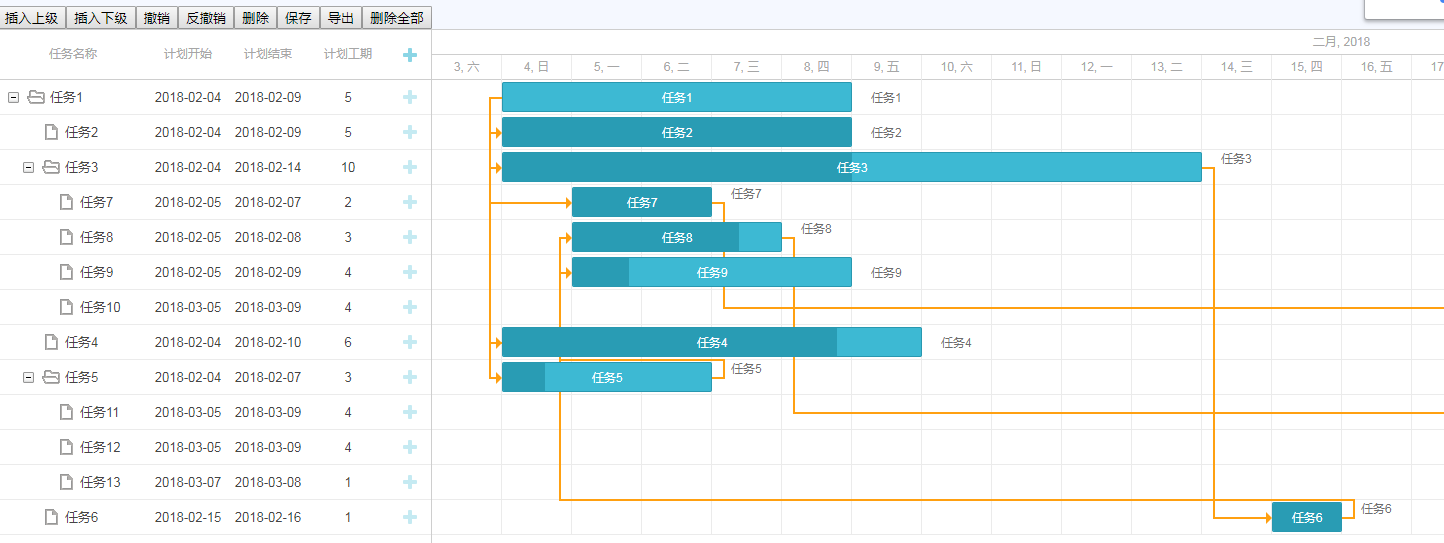 插入上级 插入下级 撤销 反撤销 删除 保存 导出 删除全部
任务名称 计划开始 计划结束 计划工期
二月, 2018
3, 六 4, 日 5, 一 6, 二 7, 三 8, 四 9, 五 10, 六 11, 日 12, 一 13, 二 14, 三 15, 四 16, 五 17
任务1 2018-02-04 2018-02-09 5 任务1 任务1
任务2 2018-02-04 2018-02-09 5 任务2 任务2
任务3 2018-02-04 2018-02-14 10 任务3 任务3
任务7 2018-02-05 2018-02-07 2 任务7 任务7
任务8 2018-02-05 2018-02-08 3 任务8 任务8
任务9 2018-02-05 2018-02-09 4 任务9 任务9
任务10 2018-03-05 2018-03-09 4
任务4 2018-02-04 2018-02-10 6 任务4 任务4
任务5 2018-02-04 2018-02-07 3 任务5 任务5
任务11 2018-03-05 2018-03-09 4
任务12 2018-03-05 2018-03-09 4
任务13 2018-03-07 2018-03-08 1
任务6 2018-02-15 2018-02-16 1 任务6 任务6